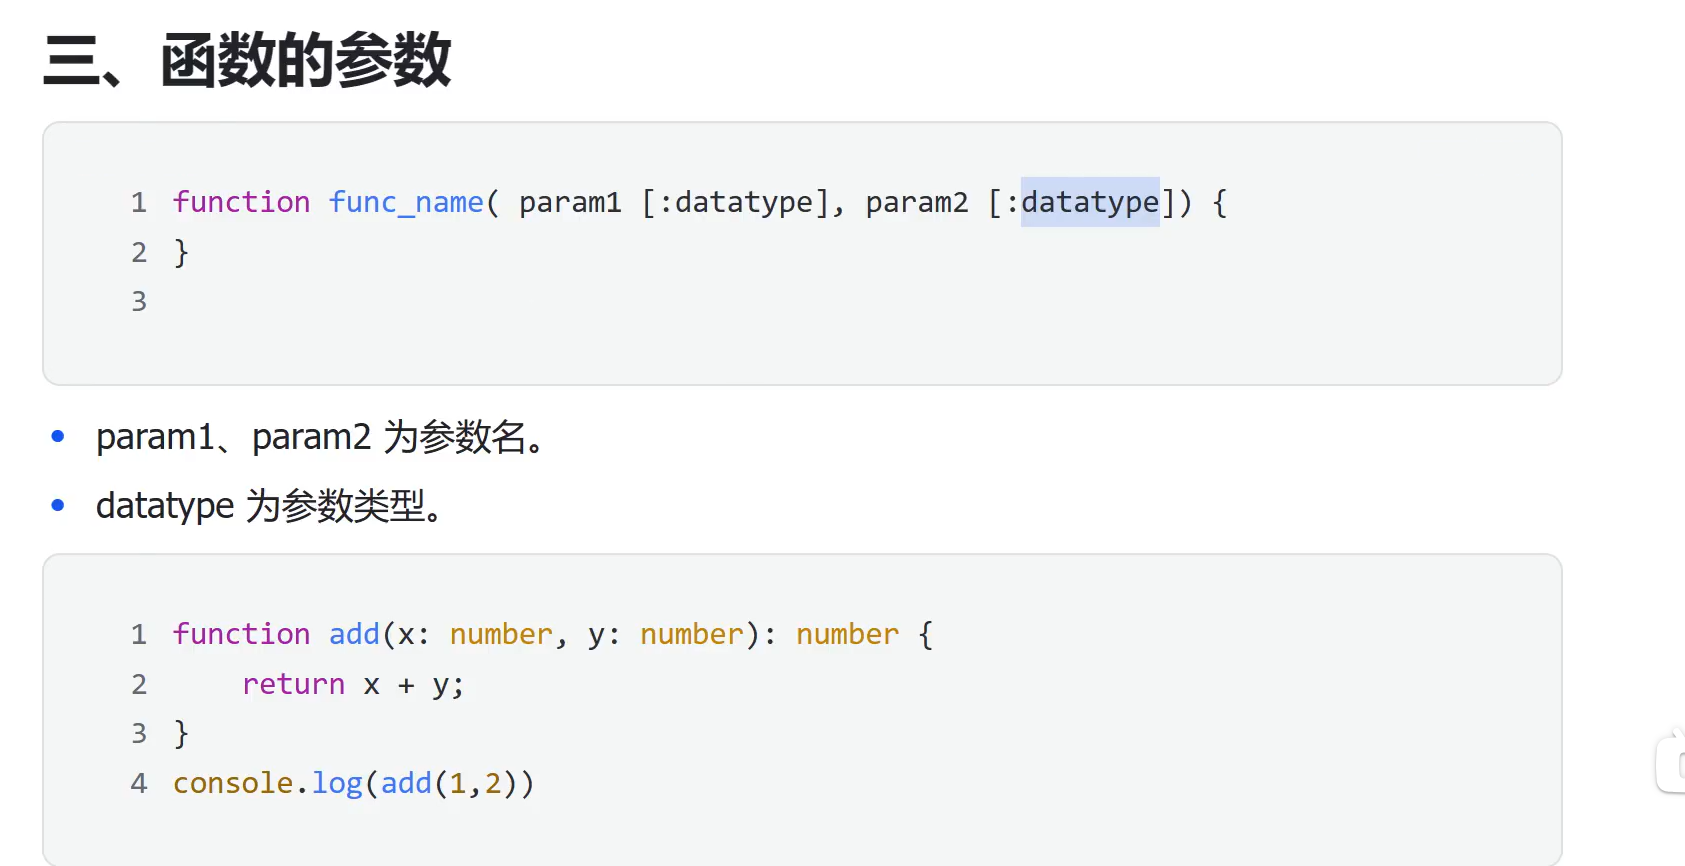 三、函数的参数
1 function func_name( param1 [:datatype], param2 [:datatype]) {
2 }
3
param1、param2 为参数名。
datatype 为参数类型。
1 function add(x: number, y: number): number {
2     return x + y;
3 }
4 console.log(add(1,2))